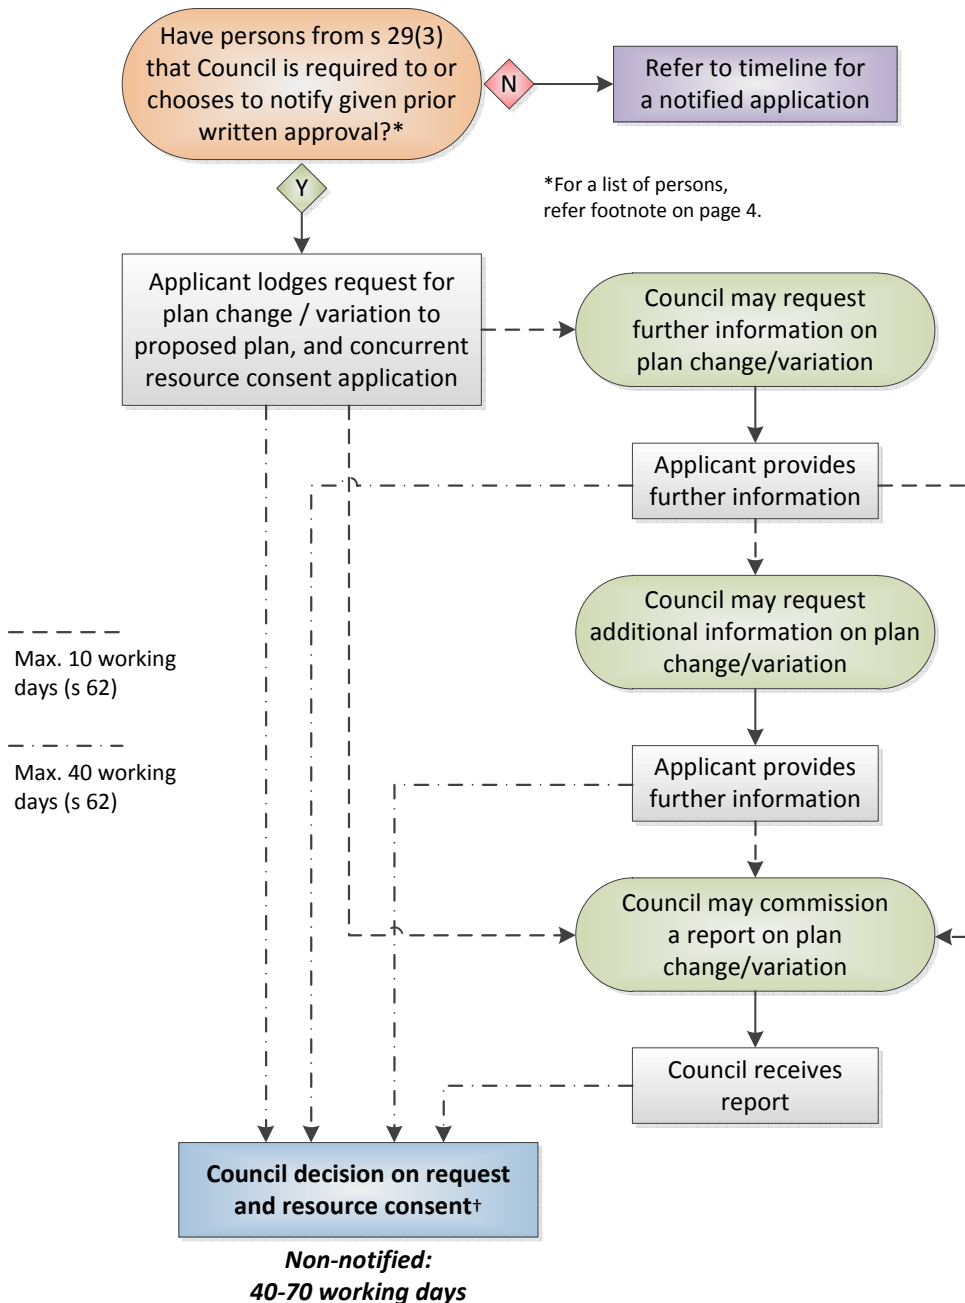 Have persons from s 29(3)
that Council is required to or
chooses to notify given prior
written approval?*
N
Refer to timeline for
a notified application
Y
*For a list of persons,
refer footnote on page 4.
Applicant lodges request for
plan change / variation to
proposed plan, and concurrent
resource consent application
Council may request
further information on
plan change/variation
Applicant provides
further information
Council may request
additional information on plan
change/variation
Max. 10 working
days (s 62)
Max. 40 working
days (s 62)
Applicant provides
further information
Council may commission
a report on plan
change/variation
Council receives
report
Council decision on request
and resource consent†
Non-notified:
40-70 working days